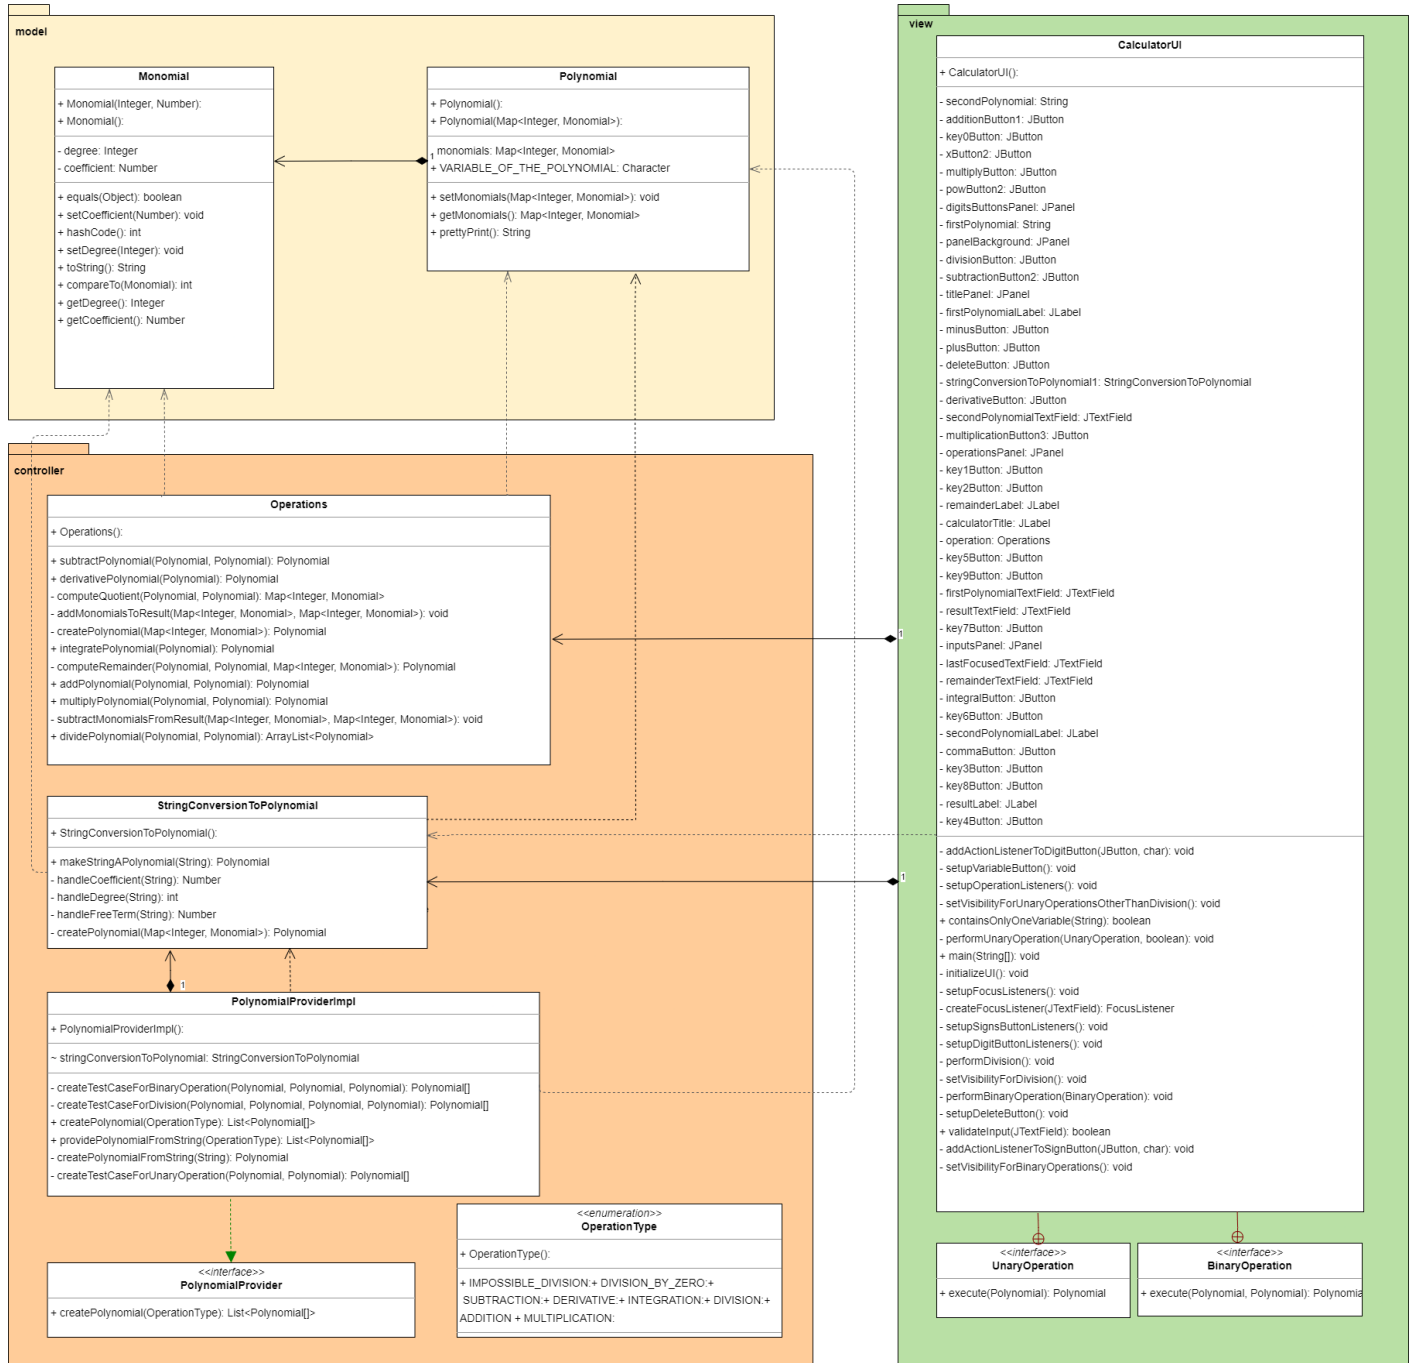 model
Monomial
+ Monomial(Integer, Number):
+ Monomial():
- degree: Integer
- coefficient: Number
+ equals(Object): boolean
+ setCoefficient(Number): void
+ hashCode(): int
+ setDegree(Integer): void
+ toString(): String
+ compareTo(Monomial): int
+ getDegree(): Integer
+ getCoefficient(): Number
Polynomial
+ Polynomial():
+ Polynomial(Map<Integer, Monomial>):
1
monomials: Map<Integer, Monomial>
+ VARIABLE_OF_THE_POLYNOMIAL: Character
+ setMonomials(Map<Integer, Monomial>): void
+ getMonomials(): Map<Integer, Monomial>
+ prettyPrint(): String
controller
Operations
+ Operations():
+ subtractPolynomial(Polynomial, Polynomial): Polynomial
+ derivativePolynomial(Polynomial): Polynomial
- computeQuotient(Polynomial, Polynomial): Map<Integer, Monomial>
- addMonomialsToResult(Map<Integer, Monomial>, Map<Integer, Monomial>): void
- createPolynomial(Map<Integer, Monomial>): Polynomial
+ integratePolynomial(Polynomial): Polynomial
- computeRemainder(Polynomial, Polynomial, Map<Integer, Monomial>): Polynomial
+ addPolynomial(Polynomial, Polynomial): Polynomial
+ multiplyPolynomial(Polynomial, Polynomial): Polynomial
- subtractMonomialsFromResult(Map<Integer, Monomial>, Map<Integer, Monomial>): void
+ dividePolynomial(Polynomial, Polynomial): ArrayList<Polynomial>
StringConversionToPolynomial
+ StringConversionToPolynomial():
+ makeStringAPolynomial(String): Polynomial
- handleCoefficient(String): Number
- handleDegree(String): int
- handleFreeTerm(String): Number
- createPolynomial(Map<Integer, Monomial>): Polynomial
1
PolynomialProviderImpl
+ PolynomialProviderImpl():
~ stringConversionToPolynomial: StringConversionToPolynomial
- createTestCaseForBinaryOperation(Polynomial, Polynomial, Polynomial): Polynomial[]
- createTestCaseForDivision(Polynomial, Polynomial, Polynomial, Polynomial): Polynomial[]
+ createPolynomial(OperationType): List<Polynomial[]>
+ providePolynomialFromString(OperationType): List<Polynomial[]>
- createPolynomialFromString(String): Polynomial
- createTestCaseForUnaryOperation(Polynomial, Polynomial): Polynomial[]
<<interface>>
PolynomialProvider
+ createPolynomial(OperationType): List<Polynomial[]>
<<enumeration>>
OperationType
+ OperationType():
+ IMPOSSIBLE_DIVISION:+ DIVISION_BY_ZERO:+
SUBTRACTION:+ DERIVATIVE:+ INTEGRATION:+ DIVISION:+
ADDITION + MULTIPLICATION:
view
CalculatorUI
+ CalculatorUI():
- secondPolynomial: String
- additionButton1: JButton
- key0Button: JButton
- xButton2: JButton
- multiplyButton: JButton
- powButton2: JButton
- digitsButtonsPanel: JPanel
- firstPolynomial: String
- panelBackground: JPanel
- divisionButton: JButton
- subtractionButton2: JButton
- titlePanel: JPanel
- firstPolynomialLabel: JLabel
- minusButton: JButton
- plusButton: JButton
- deleteButton: JButton
- stringConversionToPolynomial1: StringConversionToPolynomial
- derivativeButton: JButton
- secondPolynomialTextField: JTextField
- multiplicationButton3: JButton
- operationsPanel: JPanel
- key1Button: JButton
- key2Button: JButton
- remainderLabel: JLabel
- calculatorTitle: JLabel
- operation: Operations
- key5Button: JButton
- key9Button: JButton
- firstPolynomialTextField: JTextField
- resultTextField: JTextField
- key7Button: JButton
- inputsPanel: JPanel
- lastFocusedTextField: JTextField
- remainderTextField: JTextField
- integralButton: JButton
- key6Button: JButton
- secondPolynomialLabel: JLabel
- commaButton: JButton
- key3Button: JButton
- key8Button: JButton
- resultLabel: JLabel
- key4Button: JButton
- addActionListenerToDigitButton(JButton, char): void
- setupVariableButton(): void
- setupOperationListeners(): void
- setVisibilityForUnaryOperationsOtherThanDivision(): void
+ containsOnlyOneVariable(String): boolean
- performUnaryOperation(UnaryOperation, boolean): void
+ main(String[]): void
- initializeUI(): void
- setupFocusListeners(): void
- createFocusListener(JTextField): FocusListener
- setupSignsButtonListeners(): void
- setupDigitButtonListeners(): void
- performDivision(): void
- setVisibilityForDivision(): void
- performBinaryOperation(BinaryOperation): void
- setupDeleteButton(): void
+ validateInput(JTextField): boolean
- addActionListenerToSignButton(JButton, char): void
- setVisibilityForBinaryOperations(): void
1
1
<<interface>>
UnaryOperation
+ execute(Polynomial): Polynomial
<<interface>>
BinaryOperation
+ execute(Polynomial, Polynomial): Polynomia